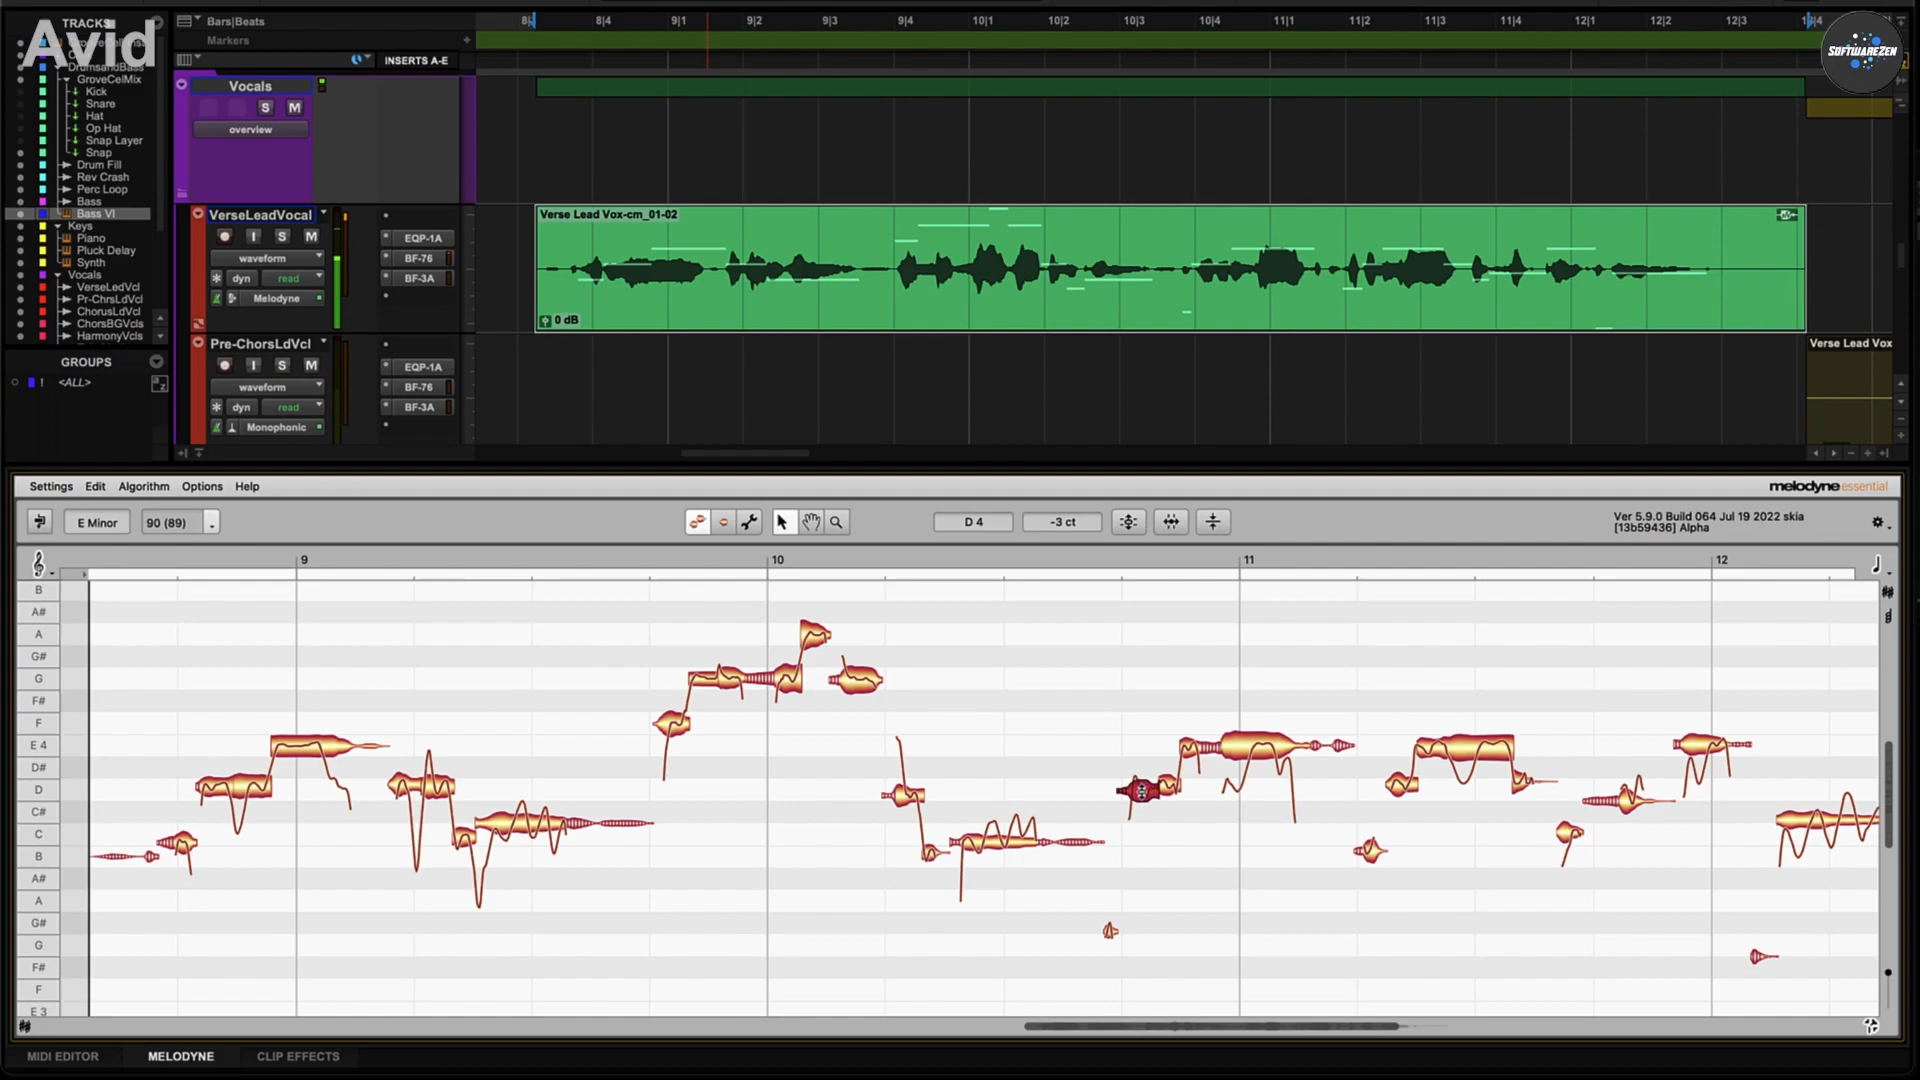 Avid
TRACKS
DrumsandBass
GroveCelMix
Kick
Snare
Hat
Op Hat
Snap Layer
Snap
Drum Fill
Rev Crash
Perc Loop
Bass
Bass VI
Keys
Piano
Pluck Delay
Synth
Vocals
VerseLedVcl
Pr-ChrsLdVcl
ChorusLdVcl
ChorsBGVcls
HarmonyVcls
GROUPS
! <ALL>
Bars|Beats
Markers
INSERTS A-E
8|4 9|1 9|2 9|3 9|4 10|1 10|2 10|3 10|4 11|1 11|2 11|3 11|4 12|1 12|2 12|3
SOFTWAREZEN
Vocals
S M
overview
VerseLeadVocal
I S M
waveform
dyn read
Melodyne
EQP-1A
BF-76
BF-3A
Verse Lead Vox-cm_01-02
0 dB
Pre-ChorsLdVcl
I S M
waveform
dyn read
Monophonic
EQP-1A
BF-76
BF-3A
Verse Lead Vox
Settings Edit Algorithm Options Help
melodyne essential
E Minor 90 (89)
D 4 -3 ct
Ver 5.9.0 Build 064 Jul 19 2022 skia
[13b59436] Alpha
9 10 11 12
B
A#
A
G#
G
F#
F
E 4
D#
D
C#
C
B
A#
A
G#
G
F#
F
E 3
MIDI EDITOR MELODYNE CLIP EFFECTS